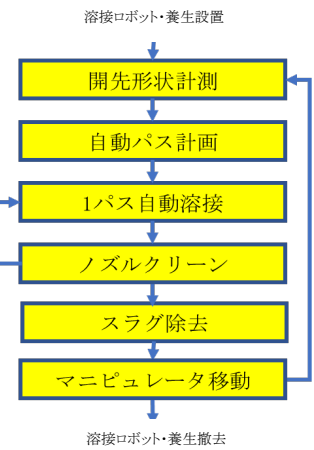 溶接ロボット・養生設置
開先形状計測
自動パス計画
1パス自動溶接
ノズルクリーン
スラグ除去
マニピュレータ移動
溶接ロボット・養生撤去